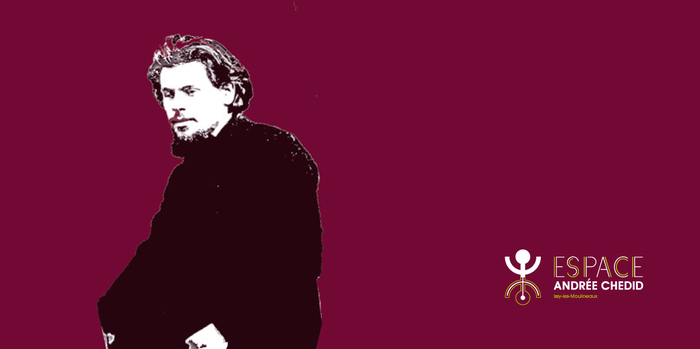 ESPACE
ANDRÉE CHEDID
Issy-les-Moulineaux